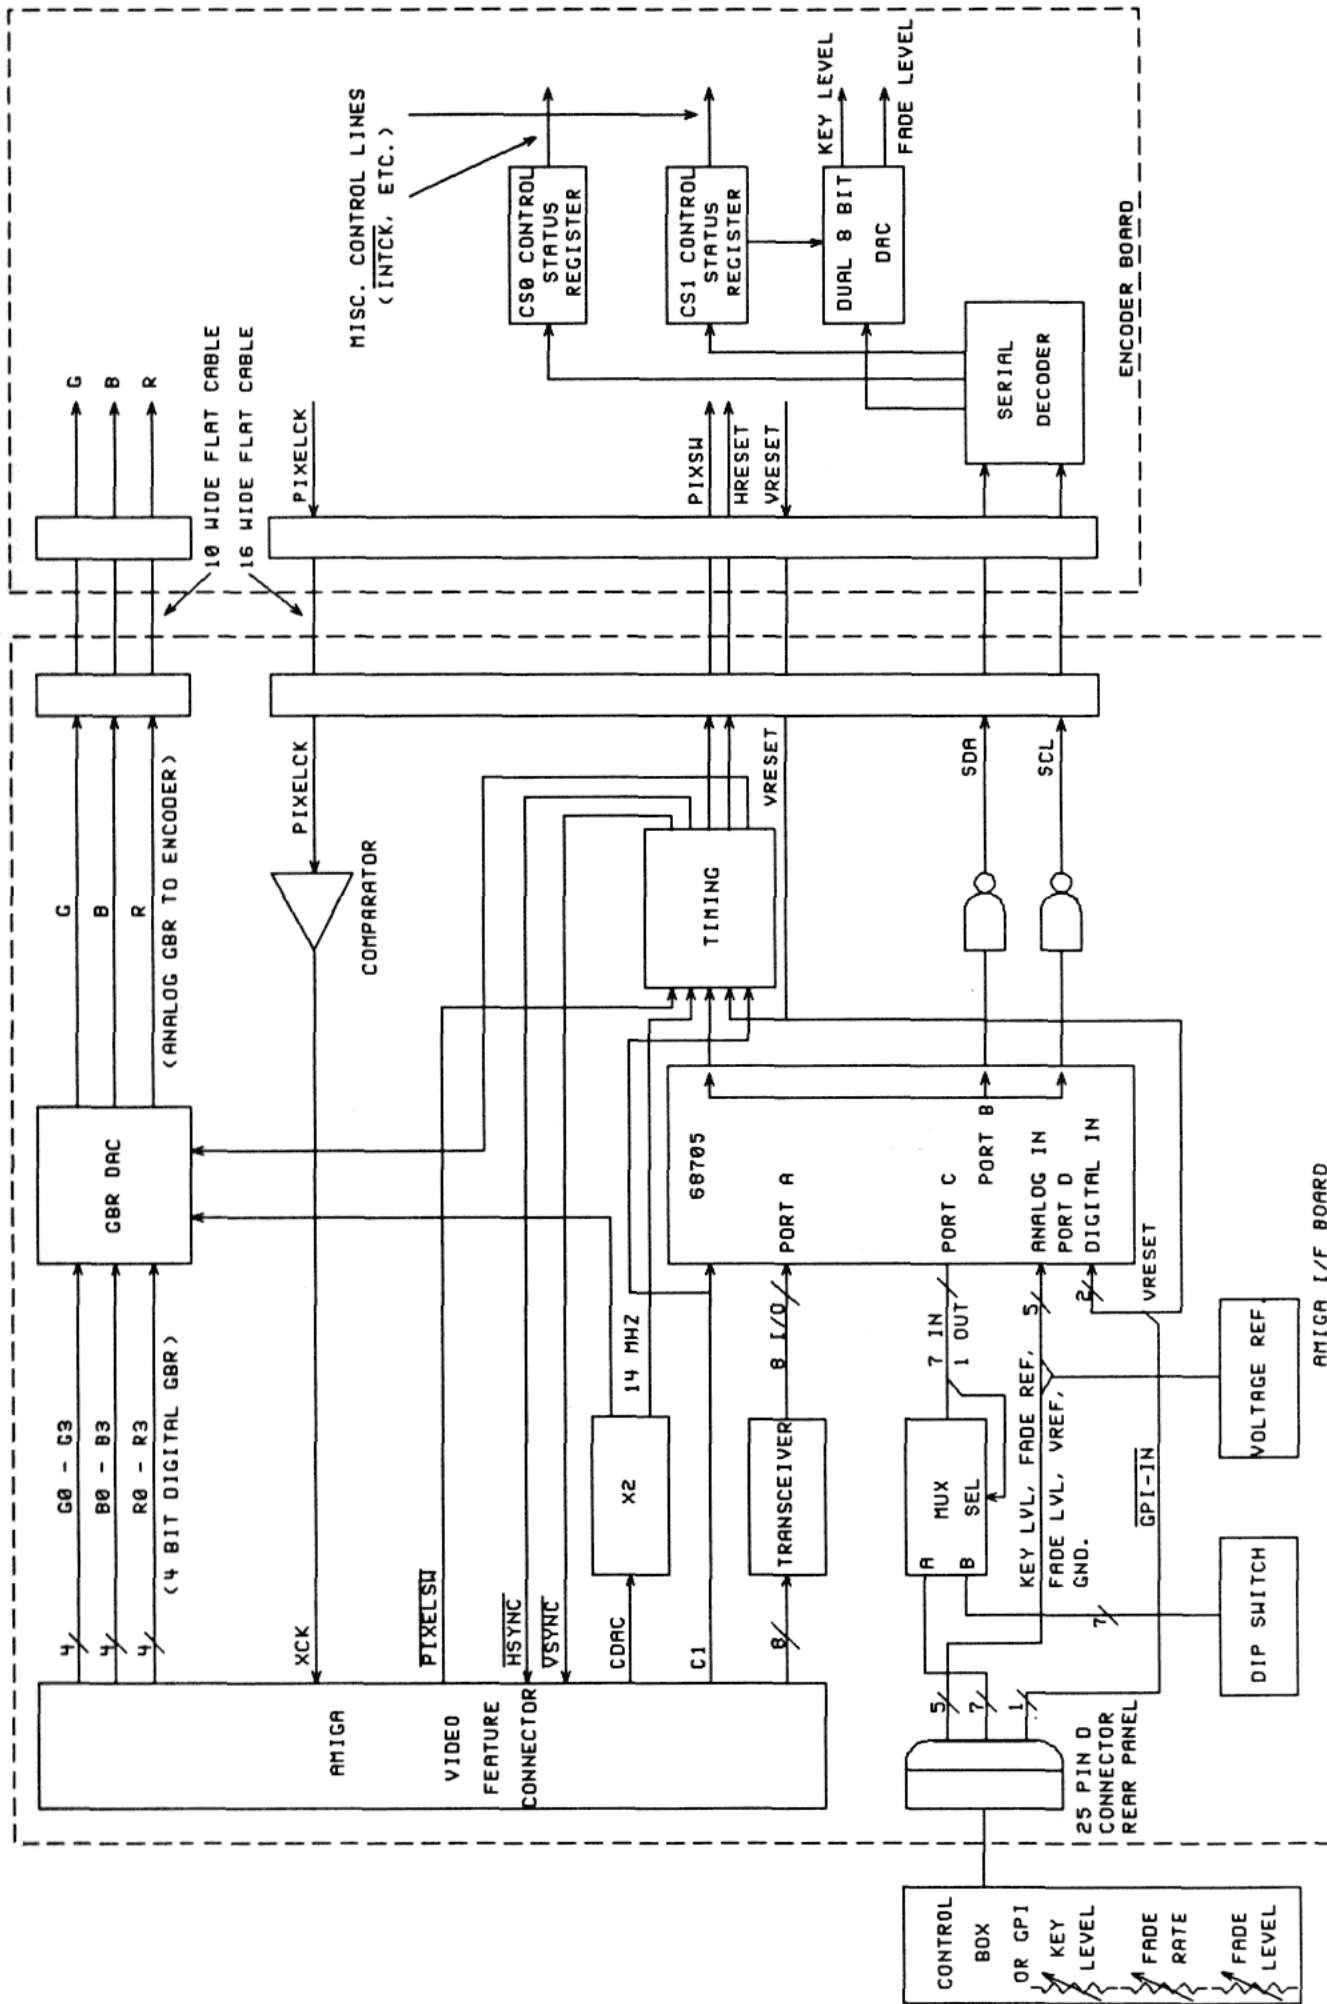 G
B
R
10 WIDE FLAT CABLE
16 WIDE FLAT CABLE
MISC. CONTROL LINES
(INTCK, ETC.)
PIXELCK
CS0 CONTROL
STATUS
REGISTER
CS1 CONTROL
STATUS
REGISTER
DUAL 8 BIT
DAC
KEY LEVEL
FADE LEVEL
PIXSW
HRESET
VRESET
SERIAL
DECODER
ENCODER BOARD
G
B
R
(ANALOG GBR TO ENCODER)
PIXELCK
COMPARATOR
TIMING
VRESET
SDA
SCL
GBR DAC
G0 - G3
B0 - B3
R0 - R3
(4 BIT DIGITAL GBR)
4
4
4
XCK
PIXELSW
HSYNC
VSYNC
CDAC
C1
8
X2
14 MHZ
TRANSCEIVER
8 I/O
68705
PORT A
PORT C
PORT B
ANALOG IN
PORT D
DIGITAL IN
7 IN
1 OUT
MUX
SEL
A
B
KEY LVL, FADE REF,
FADE LVL, VREF,
GND.
5
2
VRESET
GPI-IN
7
VOLTAGE REF.
DIP SWITCH
AMIGA I/F BOARD
AMIGA
VIDEO
FEATURE
CONNECTOR
5
7
1
25 PIN D
CONNECTOR
REAR PANEL
CONTROL
BOX
OR GPI
KEY
LEVEL
FADE
RATE
FADE
LEVEL